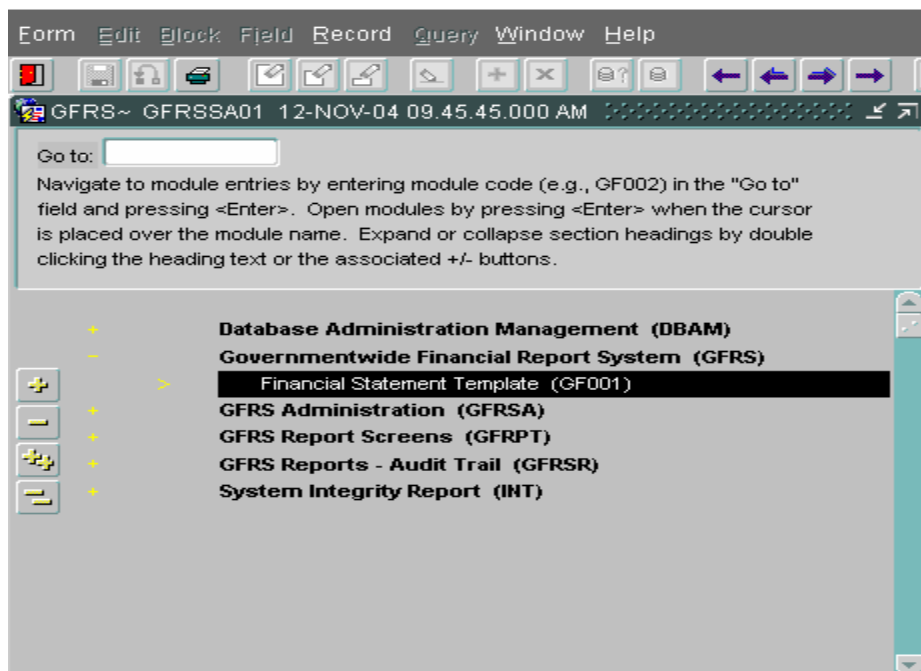 Form Edit Block Field Record Query Window Help
GFRS~ GFRSSA01 12-NOV-04 09.45.45.000 AM
Go to:
Navigate to module entries by entering module code (e.g., GF002) in the "Go to"
field and pressing <Enter>. Open modules by pressing <Enter> when the cursor
is placed over the module name. Expand or collapse section headings by double
clicking the heading text or the associated +/- buttons.
+ Database Administration Management (DBAM)
− Governmentwide Financial Report System (GFRS)
> Financial Statement Template (GF001)
+ GFRS Administration (GFRSA)
+ GFRS Report Screens (GFRPT)
+ GFRS Reports - Audit Trail (GFRSR)
+ System Integrity Report (INT)